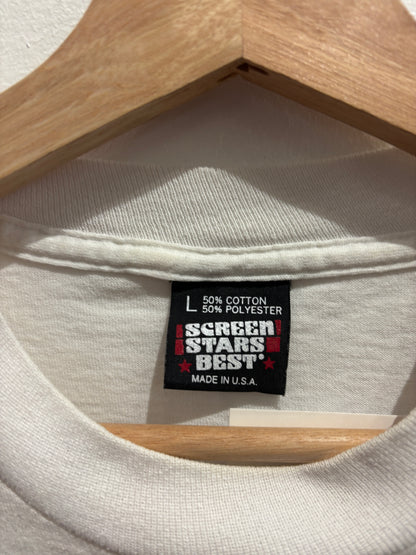 L 50% COTTON
50% POLYESTER
SCREEN
STARS
BEST®
MADE IN U.S.A.